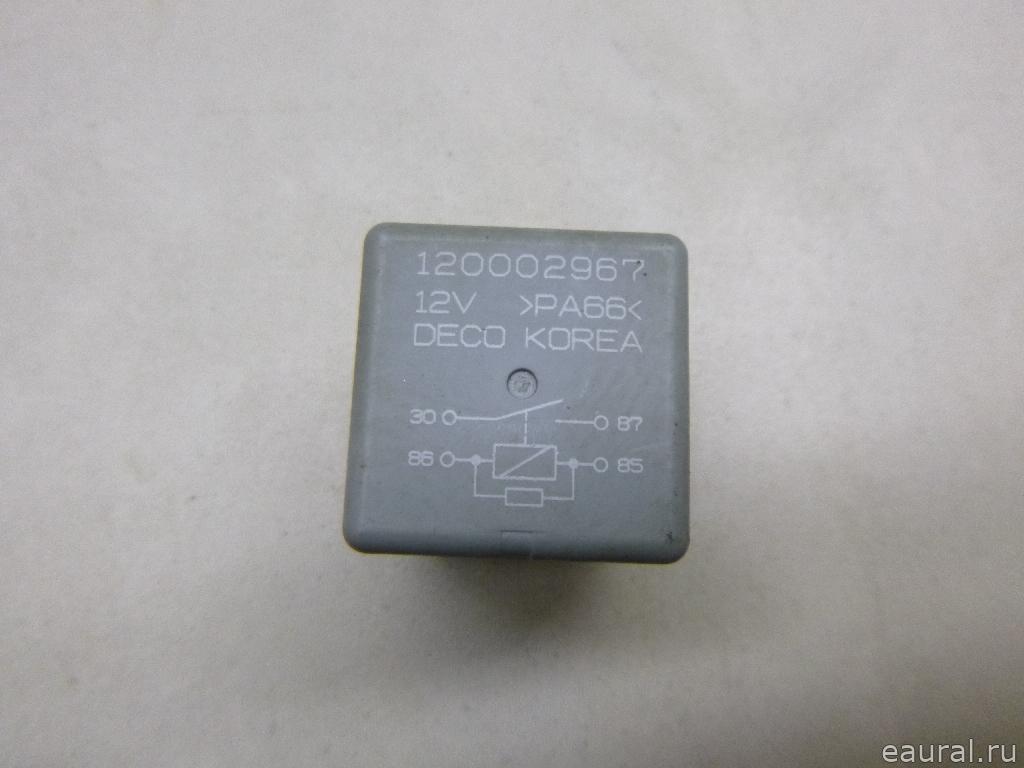 120002967
12V >PA66<
DECO KOREA
30 87
86 85
eaural.ru